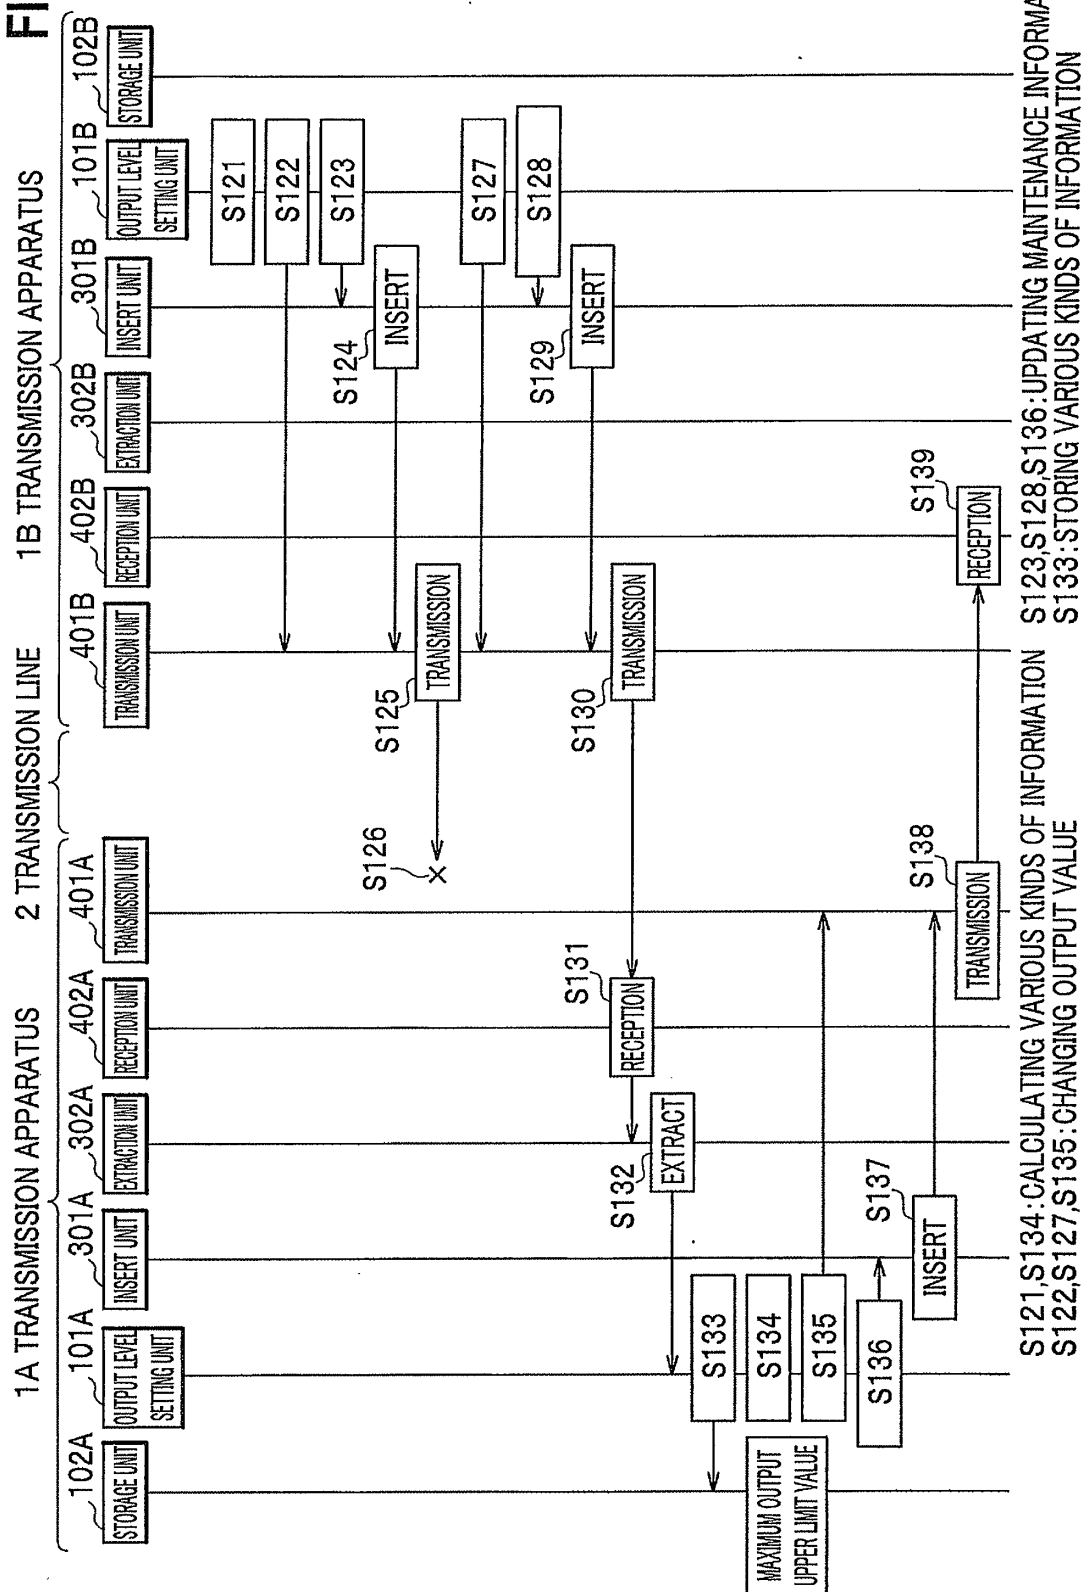 FI
1A TRANSMISSION APPARATUS
2 TRANSMISSION LINE
1B TRANSMISSION APPARATUS
102A
101A
301A
302A
402A
401A
401B
402B
302B
301B
101B
102B
STORAGE UNIT
OUTPUT LEVEL
SETTING UNIT
INSERT UNIT
EXTRACTION UNIT
RECEPTION UNIT
TRANSMISSION UNIT
TRANSMISSION UNIT
RECEPTION UNIT
EXTRACTION UNIT
INSERT UNIT
OUTPUT LEVEL
SETTING UNIT
STORAGE UNIT
S121
S122
S123
S124
INSERT
S125
TRANSMISSION
S126
S127
S128
S129
INSERT
S130
TRANSMISSION
S131
RECEPTION
S132
EXTRACT
S133
MAXIMUM OUTPUT
UPPER LIMIT VALUE
S134
S135
S136
S137
INSERT
S138
TRANSMISSION
S139
RECEPTION
S121,S134:CALCULATING VARIOUS KINDS OF INFORMATION
S122,S127,S135:CHANGING OUTPUT VALUE
S123,S128,S136:UPDATING MAINTENANCE INFORMA
S133:STORING VARIOUS KINDS OF INFORMATION